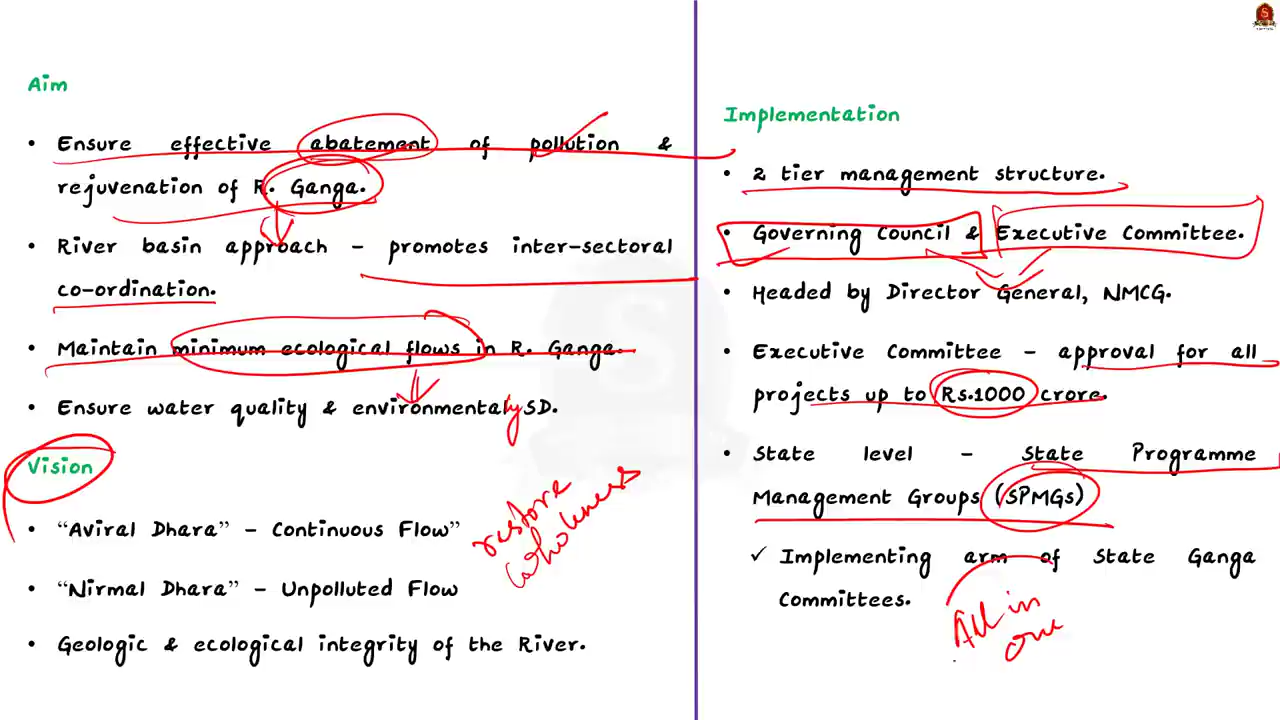 Aim
• Ensure effective abatement of pollution &
rejuvenation of R. Ganga.
• River basin approach - promotes inter-sectoral
co-ordination.
• Maintain minimum ecological flows in R. Ganga.
• Ensure water quality & environmentally SD.
Vision
• “Aviral Dhara” - Continuous Flow”
• “Nirmal Dhara” - Unpolluted Flow
• Geologic & ecological integrity of the River.
restore
wholeness
Implementation
• 2 tier management structure.
• Governing Council & Executive Committee.
• Headed by Director General, NMCG.
• Executive Committee - approval for all
projects up to Rs.1000 crore.
• State level - State Programme
Management Groups (SPMGs)
✓ Implementing arm of State Ganga
Committees.
All in
one